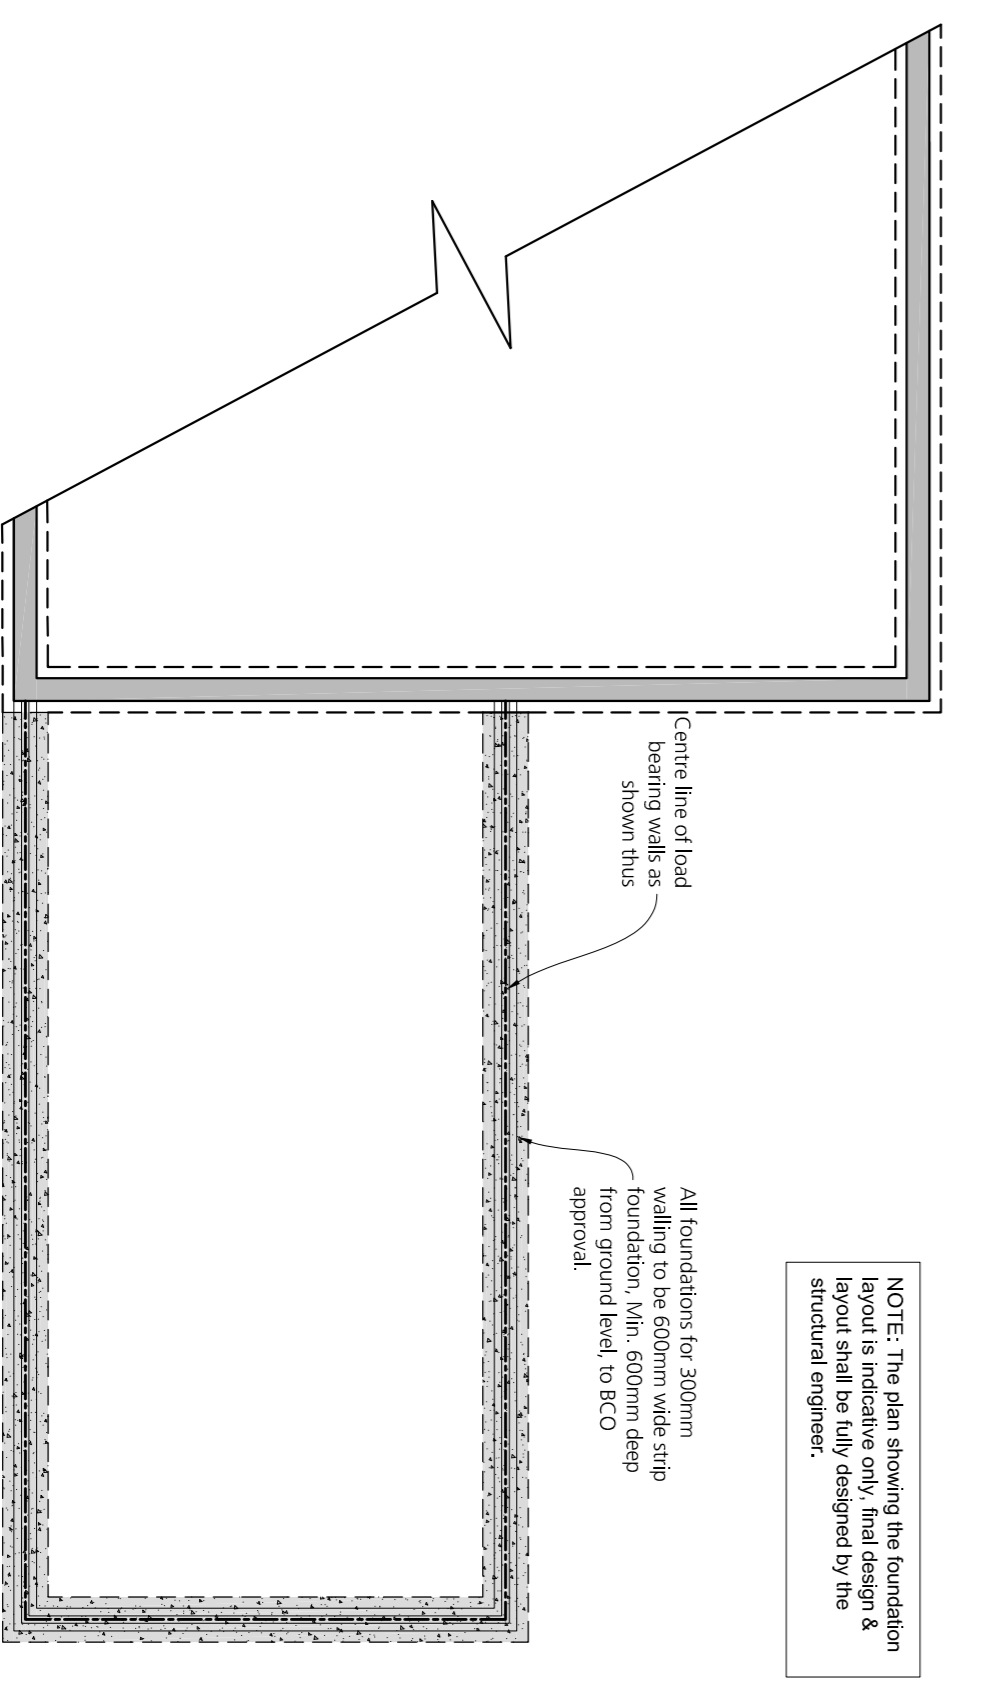 Centre line of load
bearing walls as
shown thus
All foundations for 300mm
walling to be 600mm wide strip
foundation, Min. 600mm deep
from ground level, to BCO
approval.
NOTE: The plan showing the foundation
layout is indicative only, final design &
layout shall be fully designed by the
structural engineer.